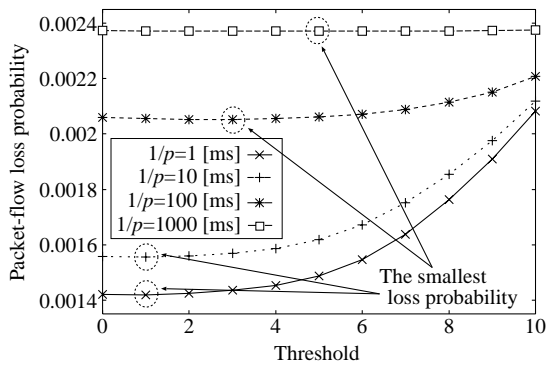 Packet-flow loss probability
0.0024
0.0022
0.002
0.0018
0.0016
0.0014
1/p=1 [ms]
1/p=10 [ms]
1/p=100 [ms]
1/p=1000 [ms]
The smallest
loss probability
0 2 4 6 8 10
Threshold